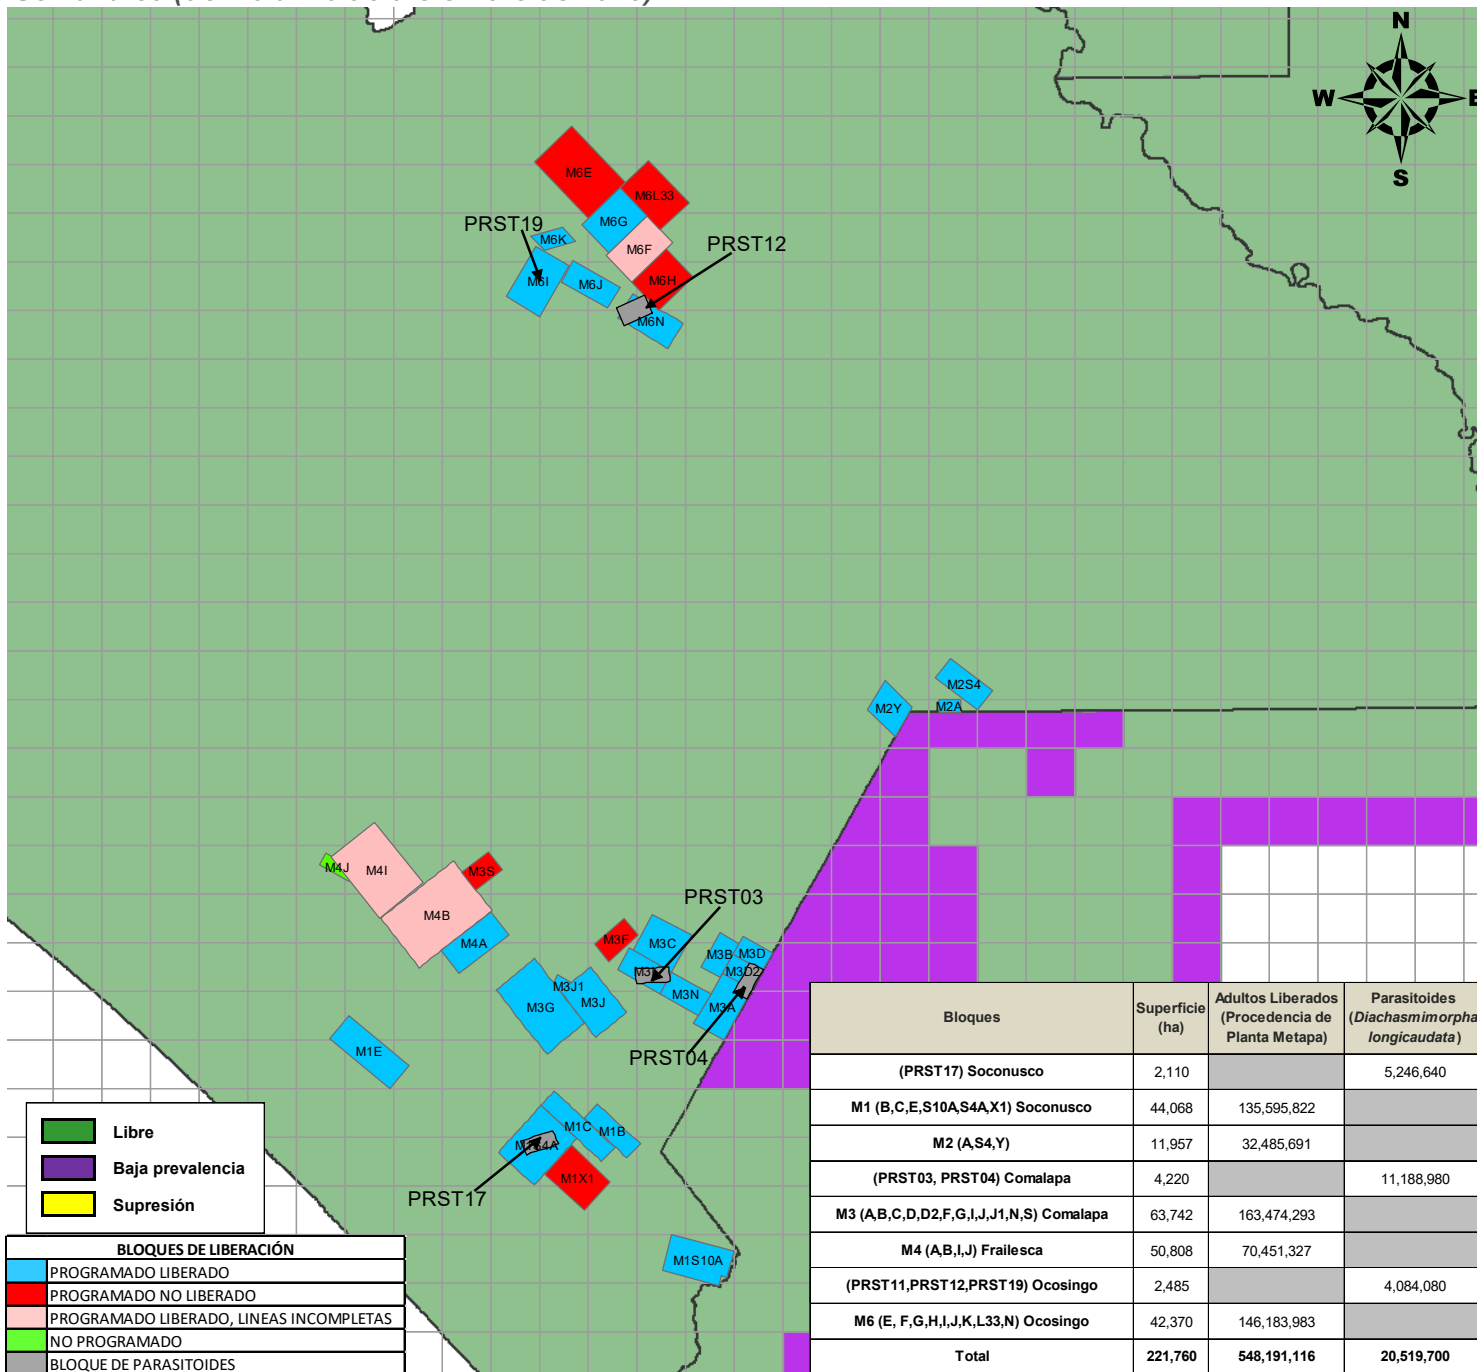 N
W
E
S
M6E
M6L33
M6G
PRST19
M6K
M6F
PRST12
M6I
M6J
M6H
M6N
M2S4
M2Y
M2A
M4J
M4I
M3S
M4B
PRST03
M4A
M3F
M3C
M3B
M3D
M3D2
M3J1
M3N
M3G
M3J
M3A
M1E
PRST04
M1C
M1B
M1X1
PRST17
M1S10A
Libre
Baja prevalencia
Supresión
BLOQUES DE LIBERACIÓN
PROGRAMADO LIBERADO
PROGRAMADO NO LIBERADO
PROGRAMADO LIBERADO, LINEAS INCOMPLETAS
NO PROGRAMADO
BLOQUE DE PARASITOIDES
Bloques Superficie (ha) Adultos Liberados (Procedencia de Planta Metapa) Parasitoides (Diachasmimorpha longicaudata)
(PRST17) Soconusco 2,110 5,246,640
M1 (B,C,E,S10A,S4A,X1) Soconusco 44,068 135,595,822
M2 (A,S4,Y) 11,957 32,485,691
(PRST03, PRST04) Comalapa 4,220 11,188,980
M3 (A,B,C,D,D2,F,G,I,J,J1,N,S) Comalapa 63,742 163,474,293
M4 (A,B,I,J) Frailesca 50,808 70,451,327
(PRST11,PRST12,PRST19) Ocosingo 2,485 4,084,080
M6 (E, F,G,H,I,J,K,L33,N) Ocosingo 42,370 146,183,983
Total 221,760 548,191,116 20,519,700